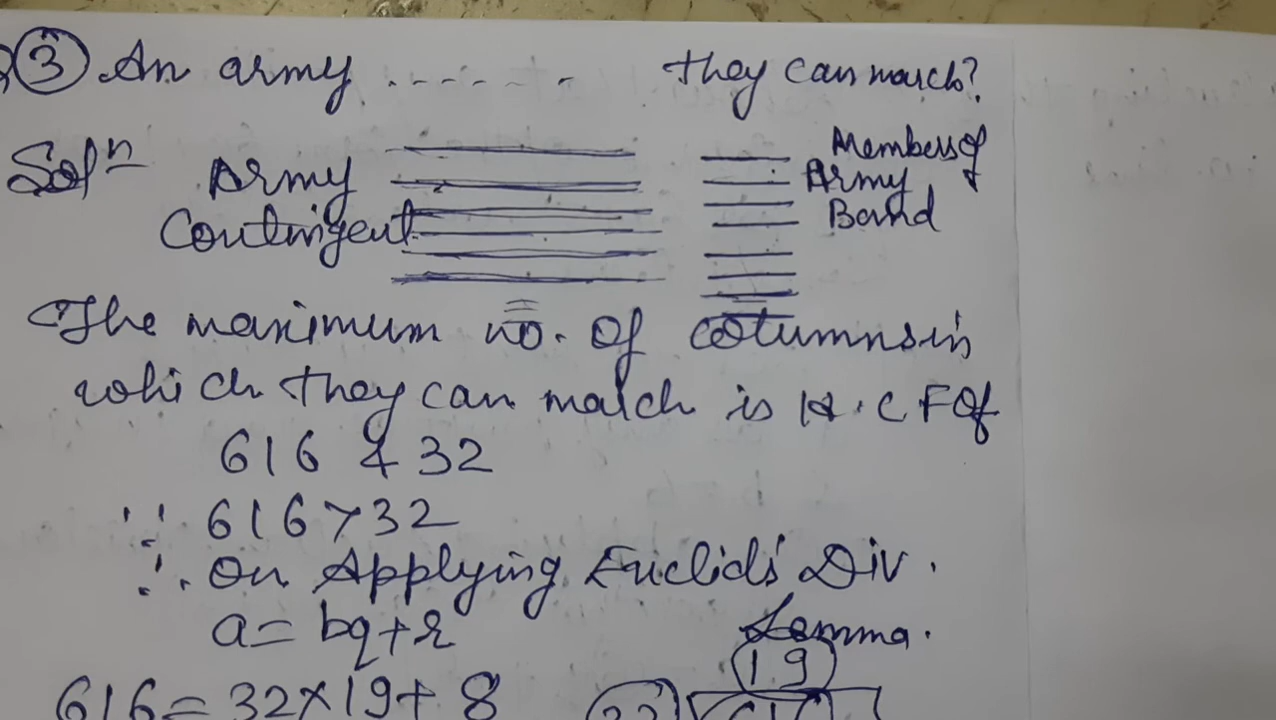 ③ An army ------- they can march?
Solⁿ Army Contingent Members of Army Band
The maximum no. of columns in
which they can march is H.C F Of
616 & 32
∵ 616 > 32
∴ On Applying Euclid's Div.
a = bq + r Lemma.
19
616 = 32 × 19 + 8